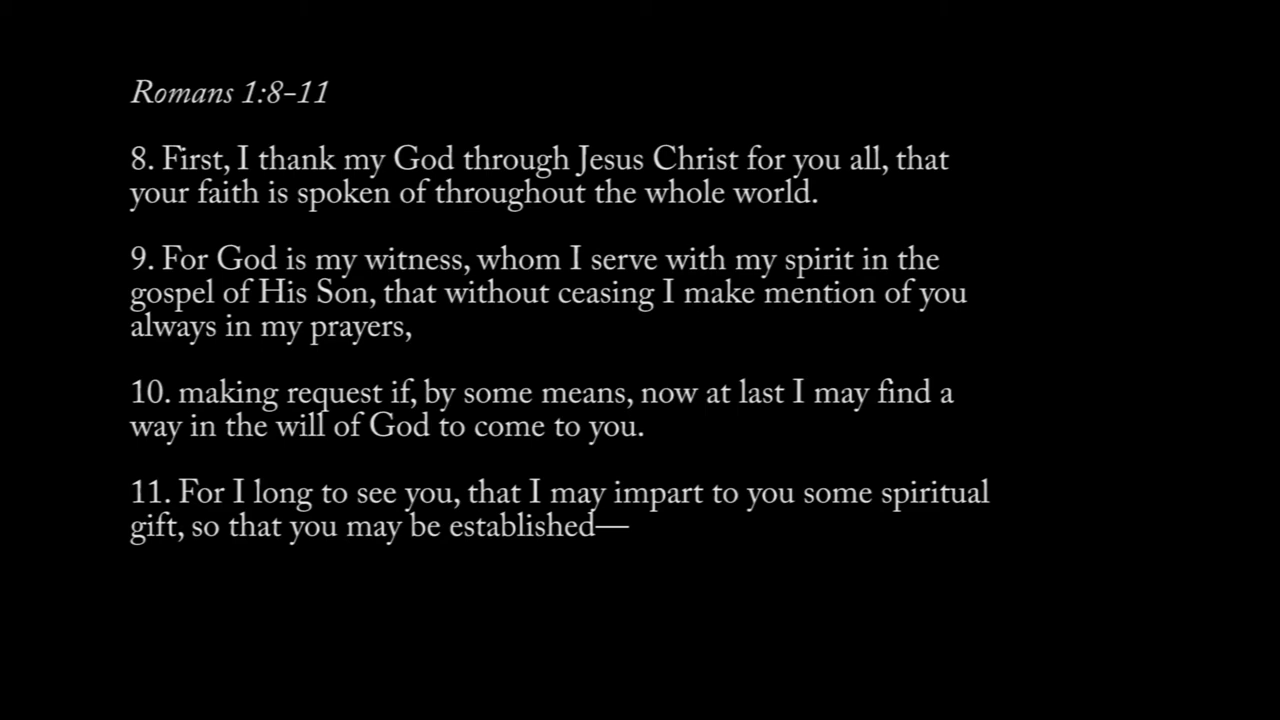 Romans 1:8-11
8. First, I thank my God through Jesus Christ for you all, that
your faith is spoken of throughout the whole world.
9. For God is my witness, whom I serve with my spirit in the
gospel of His Son, that without ceasing I make mention of you
always in my prayers,
10. making request if, by some means, now at last I may find a
way in the will of God to come to you.
11. For I long to see you, that I may impart to you some spiritual
gift, so that you may be established—